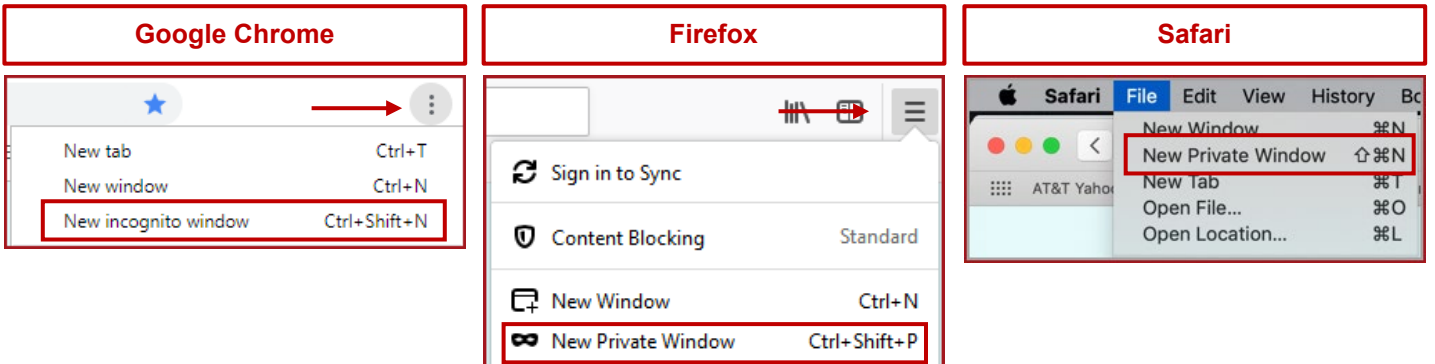 Google Chrome
New tab Ctrl+T
New window Ctrl+N
New incognito window Ctrl+Shift+N
Firefox
Sign in to Sync
Content Blocking Standard
New Window Ctrl+N
New Private Window Ctrl+Shift+P
Safari
Safari File Edit View History
New Window ⌘N
New Private Window ⇧⌘N
AT&T Yahoo
New Tab ⌘T
Open File... ⌘O
Open Location... ⌘L